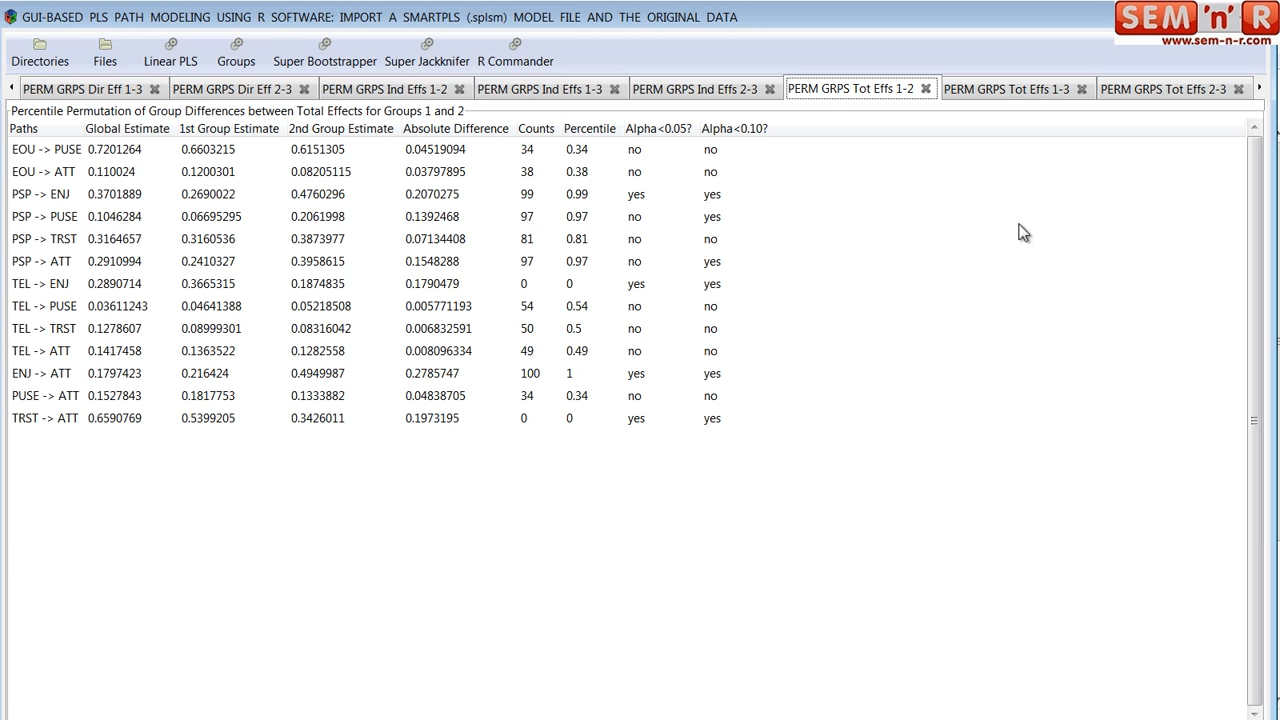 GUI-BASED PLS PATH MODELING USING R SOFTWARE: IMPORT A SMARTPLS (.splsm) MODEL FILE AND THE ORIGINAL DATA
SEM 'n' R
www.sem-n-r.com
Directories Files Linear PLS Groups Super Bootstrapper Super Jackknifer R Commander
PERM GRPS Dir Eff 1-3 PERM GRPS Dir Eff 2-3 PERM GRPS Ind Effs 1-2 PERM GRPS Ind Effs 1-3 PERM GRPS Ind Effs 2-3 PERM GRPS Tot Effs 1-2 PERM GRPS Tot Effs 1-3 PERM GRPS Tot Effs 2-3
Percentile Permutation of Group Differences between Total Effects for Groups 1 and 2
Paths Global Estimate 1st Group Estimate 2nd Group Estimate Absolute Difference Counts Percentile Alpha<0.05? Alpha<0.10?
EOU -> PUSE 0.7201264 0.6603215 0.6151305 0.04519094 34 0.34 no no
EOU -> ATT 0.110024 0.1200301 0.08205115 0.03797895 38 0.38 no no
PSP -> ENJ 0.3701889 0.2690022 0.4760296 0.2070275 99 0.99 yes yes
PSP -> PUSE 0.1046284 0.06695295 0.2061998 0.1392468 97 0.97 no yes
PSP -> TRST 0.3164657 0.3160536 0.3873977 0.07134408 81 0.81 no no
PSP -> ATT 0.2910994 0.2410327 0.3958615 0.1548288 97 0.97 no yes
TEL -> ENJ 0.2890714 0.3665315 0.1874835 0.1790479 0 0 yes yes
TEL -> PUSE 0.03611243 0.04641388 0.05218508 0.005771193 54 0.54 no no
TEL -> TRST 0.1278607 0.08999301 0.08316042 0.006832591 50 0.5 no no
TEL -> ATT 0.1417458 0.1363522 0.1282558 0.008096334 49 0.49 no no
ENJ -> ATT 0.1797423 0.216424 0.4949987 0.2785747 100 1 yes yes
PUSE -> ATT 0.1527843 0.1817753 0.1333882 0.04838705 34 0.34 no no
TRST -> ATT 0.6590769 0.5399205 0.3426011 0.1973195 0 0 yes yes